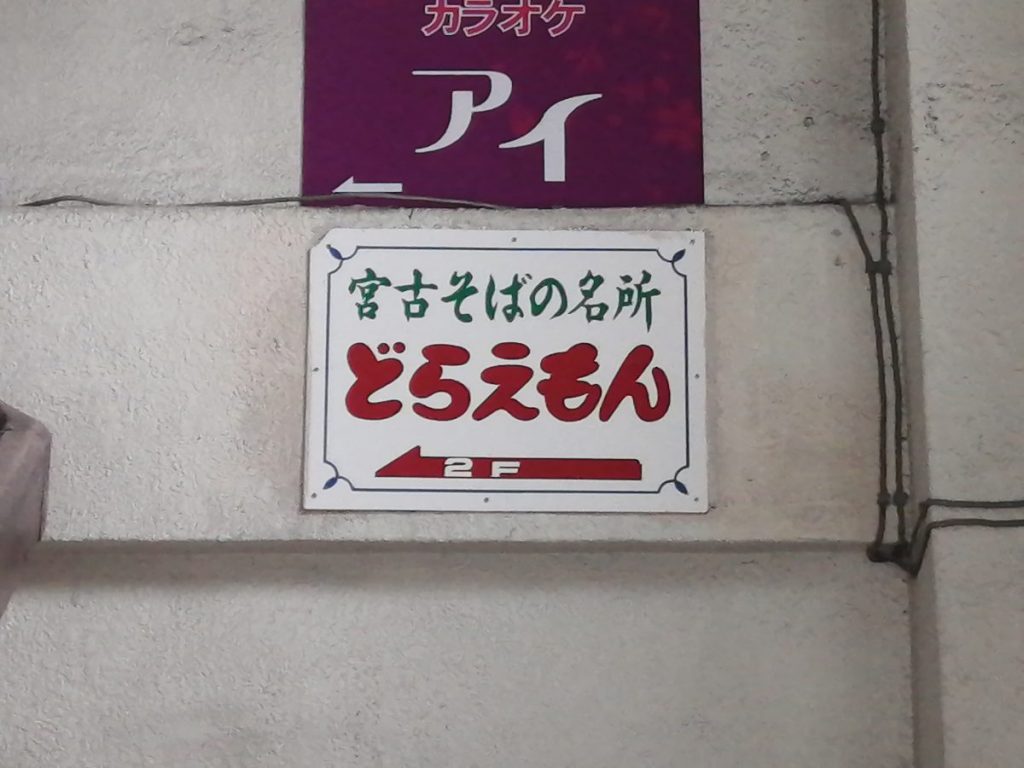 カラオケ
アイ
宮古そばの名所
どらえもん
2F